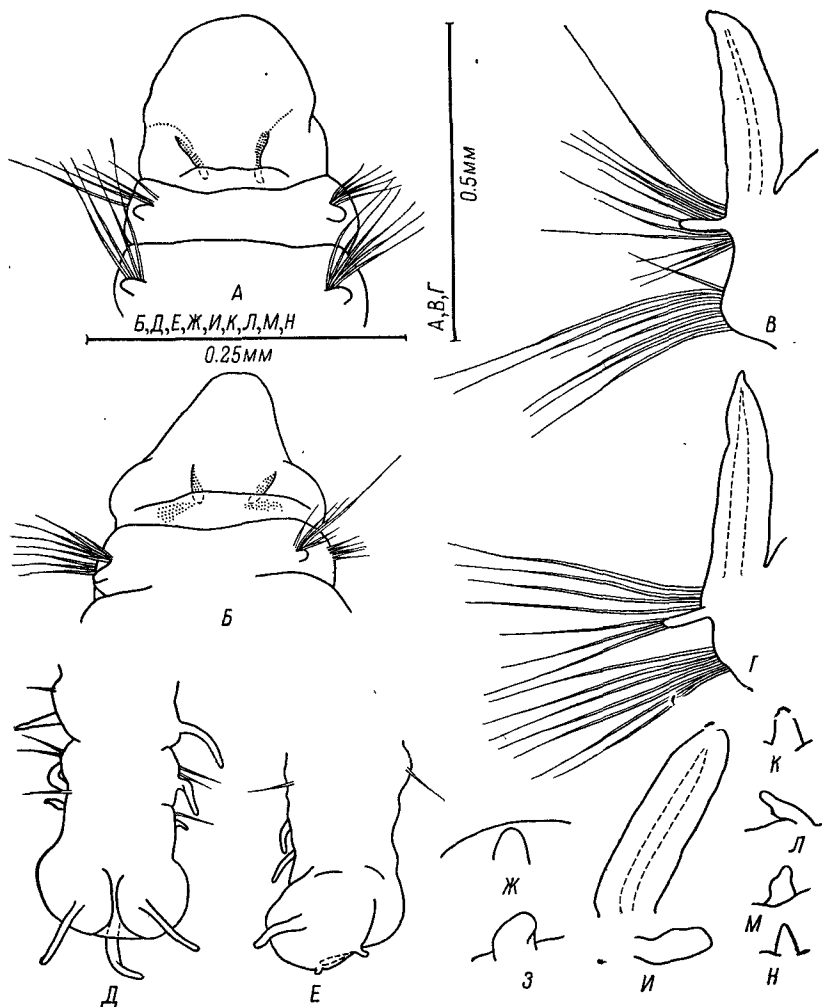 А
0.5мм
А,В,Г
Б,Д,Е,Ж,И,К,Л,М,Н
0.25мм
В
Б
Г
К
Л
Ж
М
З
И
Н
Д
Е